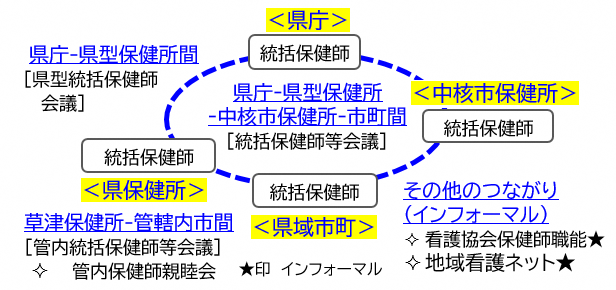 <県庁>
統括保健師
県庁-県型保健所間
[県型統括保健師
会議]
県庁-県型保健所
-中核市保健所-市町間
[統括保健師等会議]
<中核市保健所>
統括保健師
統括保健師
<県保健所>
統括保健師
<県域市町>
草津保健所-管轄内市間
[管内統括保健師等会議]
✧ 管内保健師親睦会
★印 インフォーマル
その他のつながり
(インフォーマル)
✧ 看護協会保健師職能★
✧ 地域看護ネット★